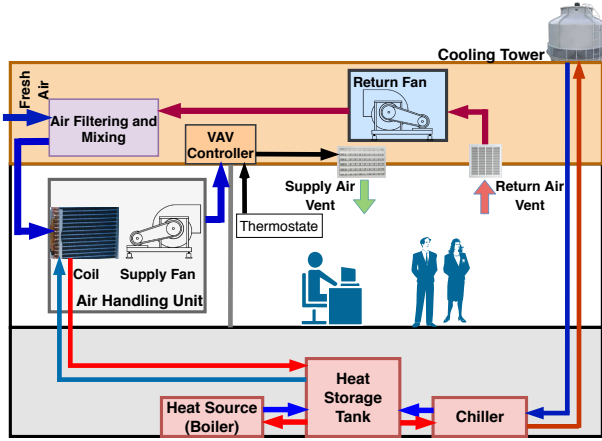 Cooling Tower
Fresh
Air
Return Fan
Air Filtering and
Mixing
VAV
Controller
Supply Air
Vent
Return Air
Vent
Thermostate
Coil
Supply Fan
Air Handling Unit
Heat
Storage
Tank
Heat Source
(Boiler)
Chiller